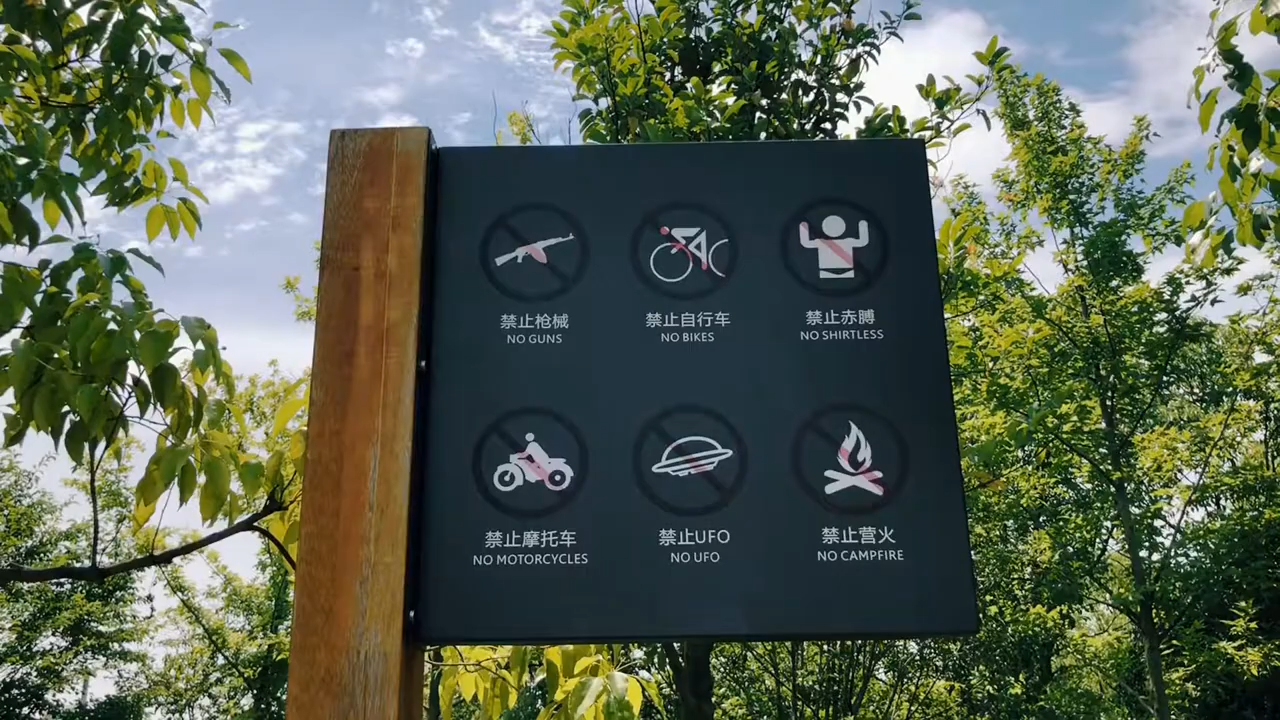 禁止枪械
NO GUNS
禁止自行车
NO BIKES
禁止赤膊
NO SHIRTLESS
禁止摩托车
NO MOTORCYCLES
禁止UFO
NO UFO
禁止营火
NO CAMPFIRE